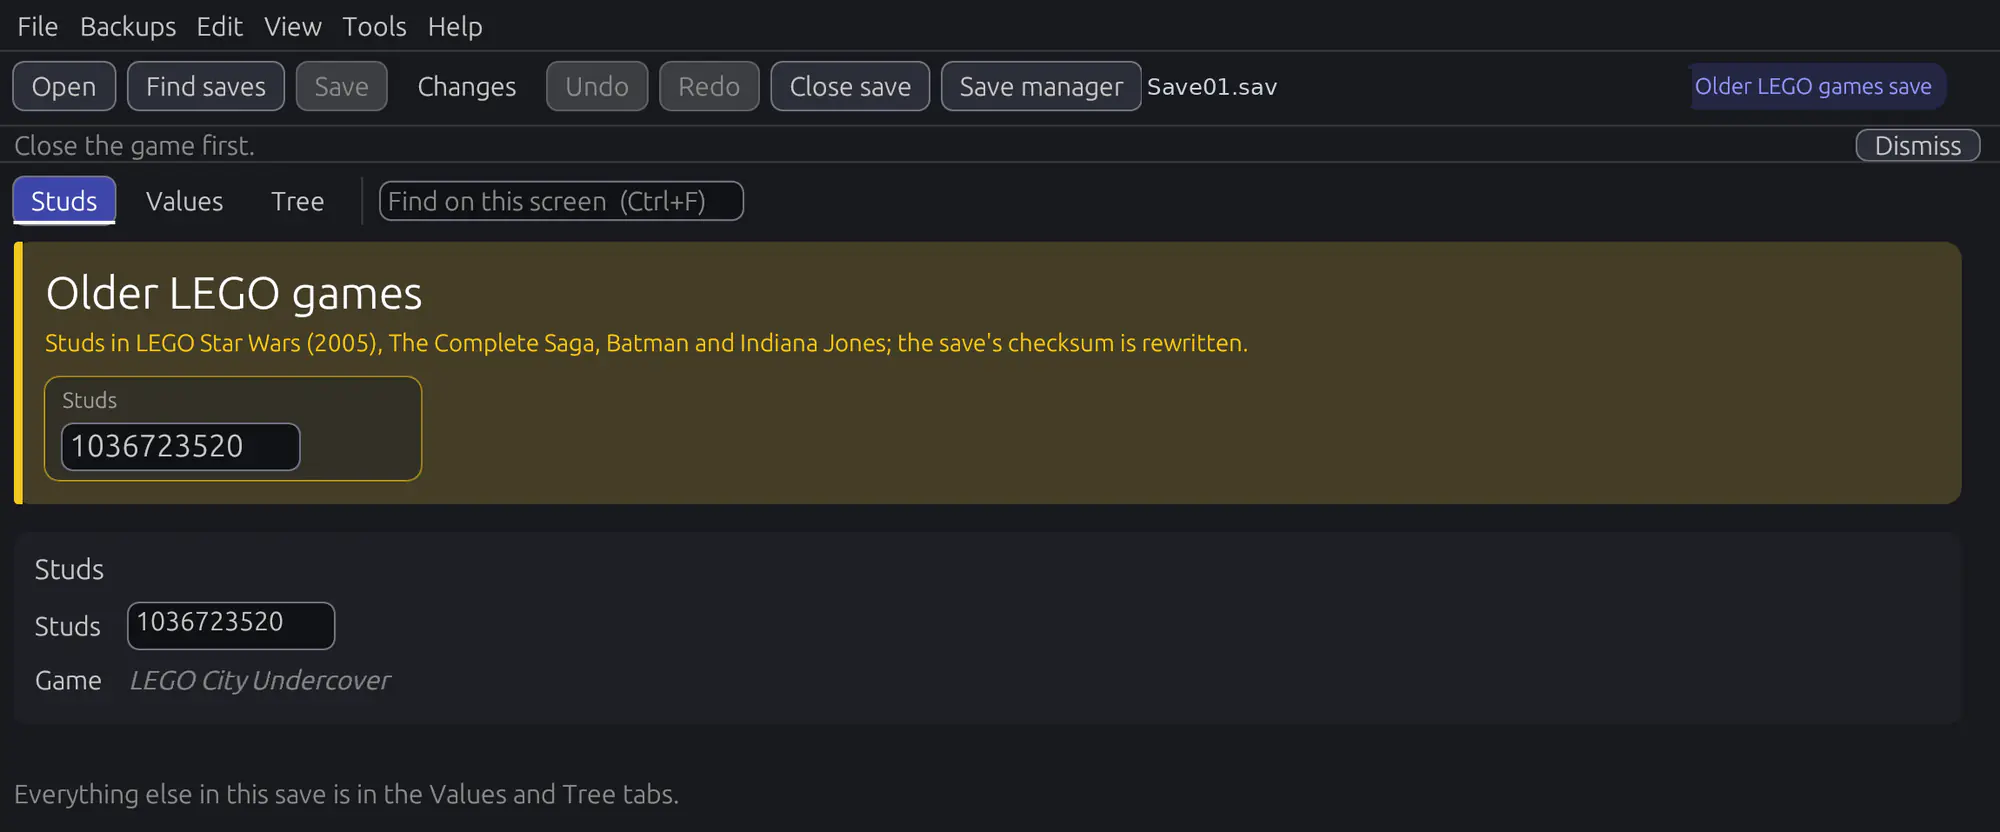 File Backups Edit View Tools Help
Open Find saves Save Changes Undo Redo Close save Save manager Save01.sav Older LEGO games save
Close the game first. Dismiss
Studs Values Tree Find on this screen (Ctrl+F)
Older LEGO games
Studs in LEGO Star Wars (2005), The Complete Saga, Batman and Indiana Jones; the save's checksum is rewritten.
Studs
1036723520
Studs
Studs 1036723520
Game LEGO City Undercover
Everything else in this save is in the Values and Tree tabs.